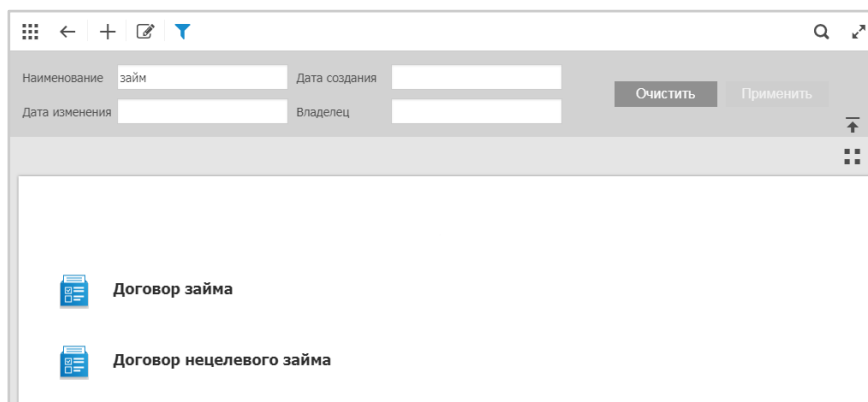 Наименование займ Дата создания
Очистить Применить
Дата изменения Владелец
Договор займа
Договор нецелевого займа